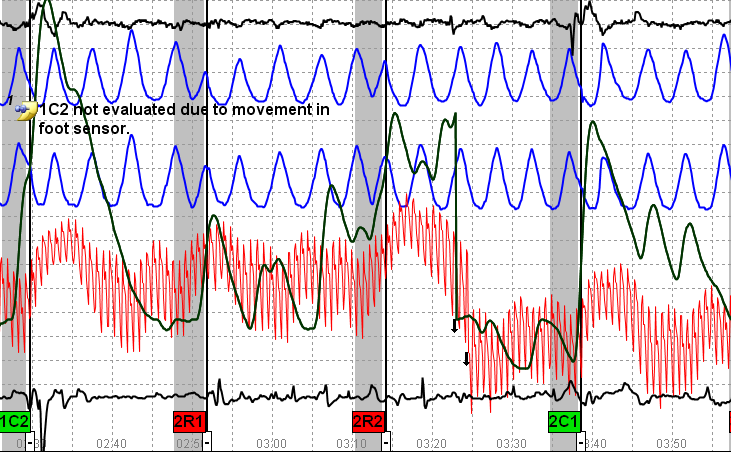 1C2 not evaluated due to movement in
foot sensor.
1C2 2R1 2R2 2C1
02:40 03:00 03:10 03:20 03:30 03:50